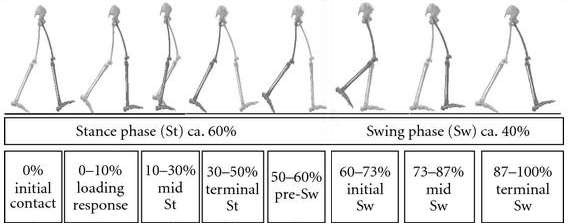 Stance phase (St) ca. 60%
Swing phase (Sw) ca. 40%
0%
initial
contact
0–10%
loading
response
10–30%
mid
St
30–50%
terminal
St
50–60%
pre-Sw
60–73%
initial
Sw
73–87%
mid
Sw
87–100%
terminal
Sw